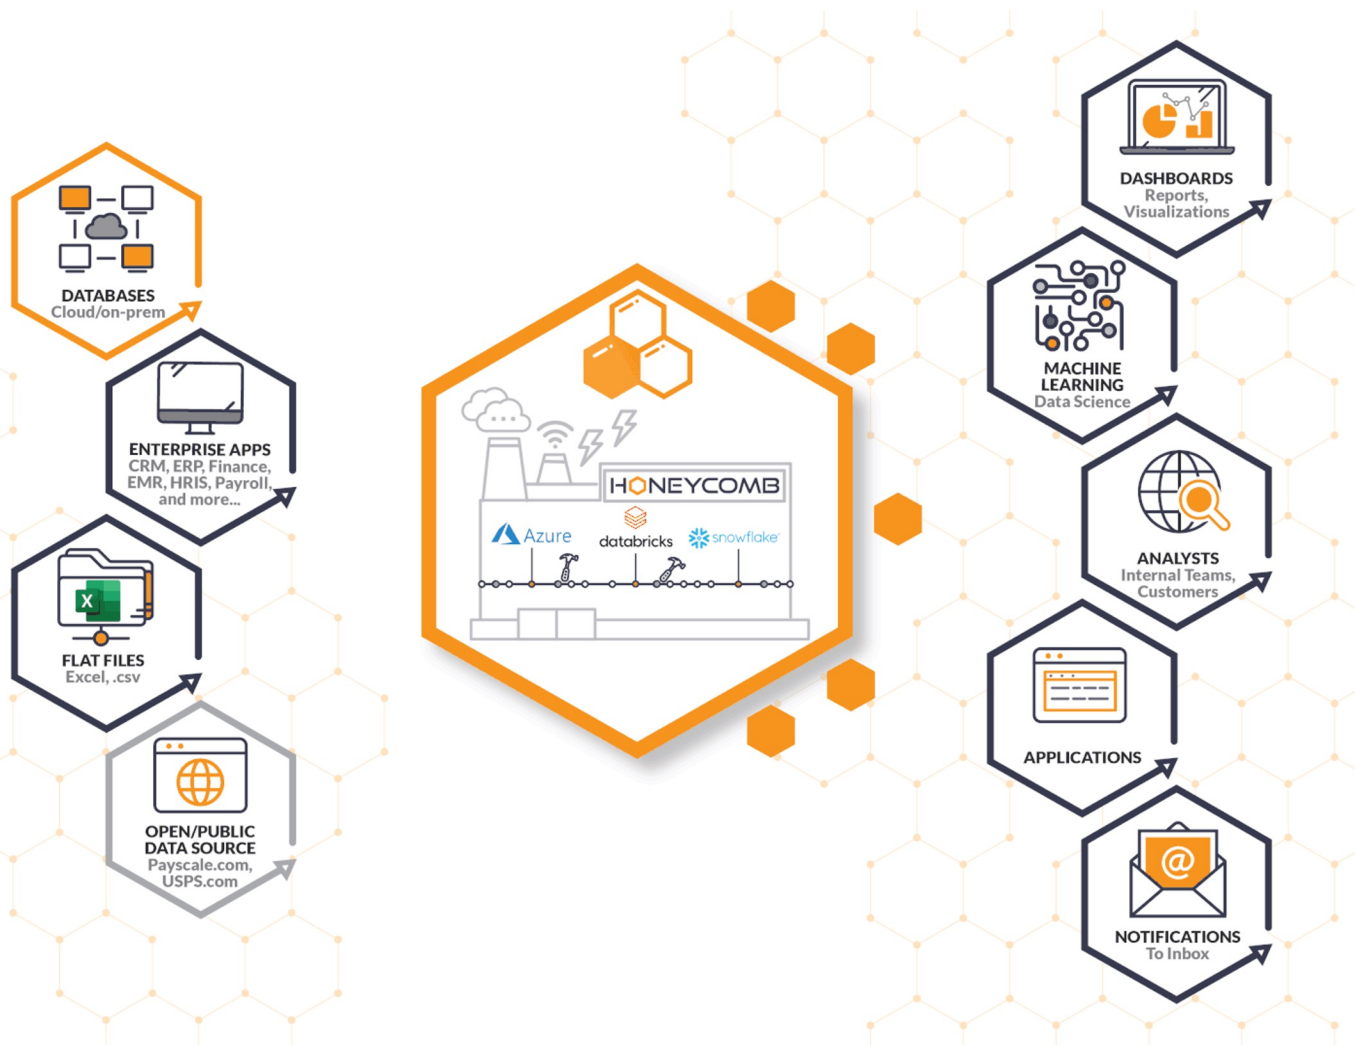 DATABASES
Cloud/on-prem
ENTERPRISE APPS
CRM, ERP, Finance,
EMR, HRIS, Payroll,
and more...
X
FLAT FILES
Excel, .csv
OPEN/PUBLIC
DATA SOURCE
Payscale.com,
USPS.com
HONEYCOMB
Azure
databricks
snowflake
DASHBOARDS
Reports,
Visualizations
MACHINE
LEARNING
Data Science
ANALYSTS
Internal Teams,
Customers
APPLICATIONS
@
NOTIFICATIONS
To Inbox